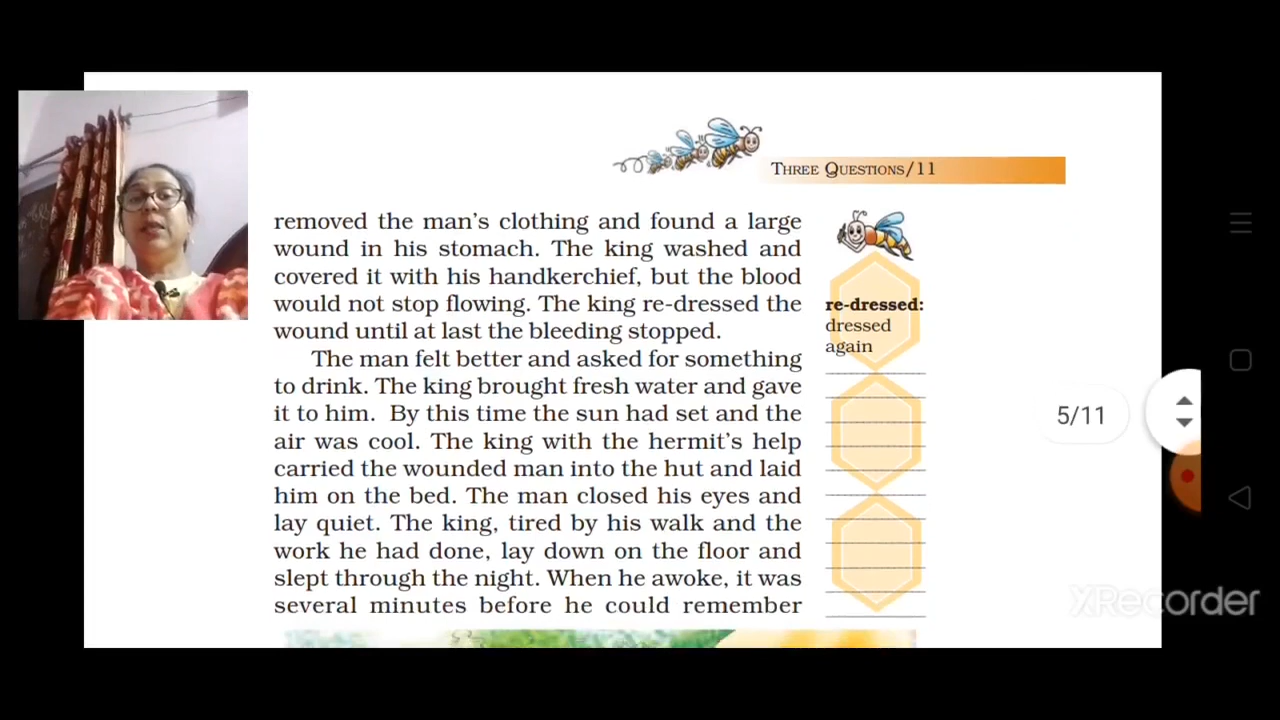 THREE QUESTIONS/11
removed the man's clothing and found a large
wound in his stomach. The king washed and
covered it with his handkerchief, but the blood
would not stop flowing. The king re-dressed the
wound until at last the bleeding stopped.
The man felt better and asked for something
to drink. The king brought fresh water and gave
it to him. By this time the sun had set and the
air was cool. The king with the hermit's help
carried the wounded man into the hut and laid
him on the bed. The man closed his eyes and
lay quiet. The king, tired by his walk and the
work he had done, lay down on the floor and
slept through the night. When he awoke, it was
several minutes before he could remember
re-dressed:
dressed
again
5/11
XRecorder